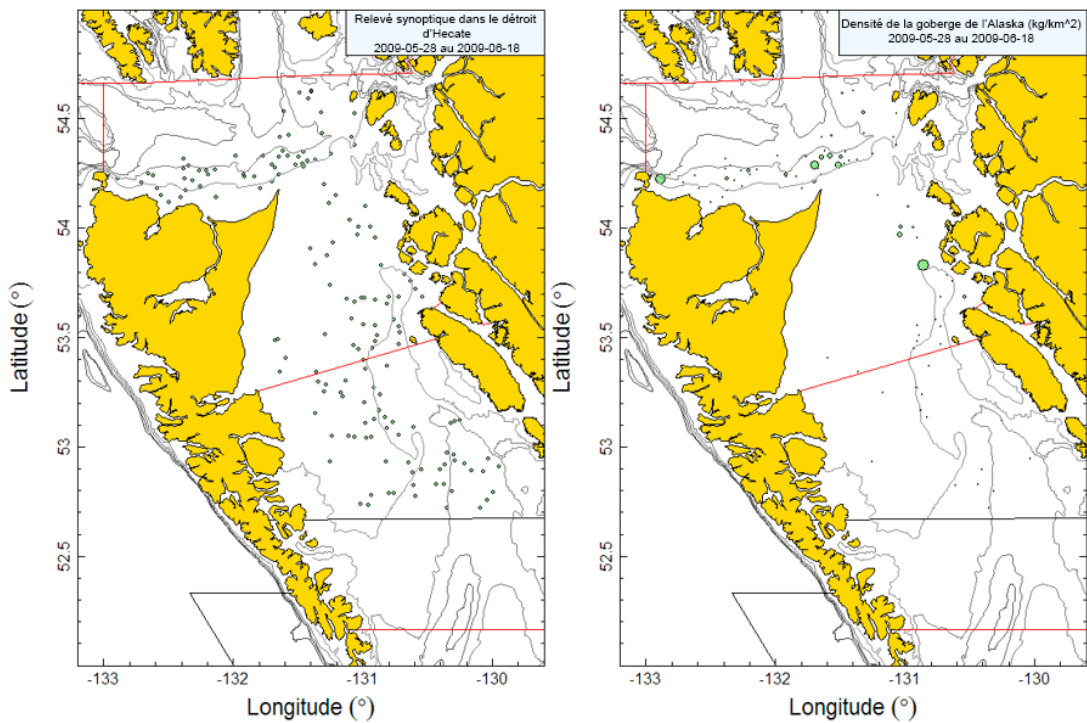 Relevé synoptique dans le détroit
d'Hecate
2009-05-28 au 2009-06-18
Latitude (°)
54.5
54
53.5
53
52.5
-133
-132
-131
-130
Longitude (°)
Densité de la goberge de l'Alaska (kg/km^2)
2009-05-28 au 2009-06-18
Latitude (°)
54.5
54
53.5
53
52.5
-133
-132
-131
-130
Longitude (°)